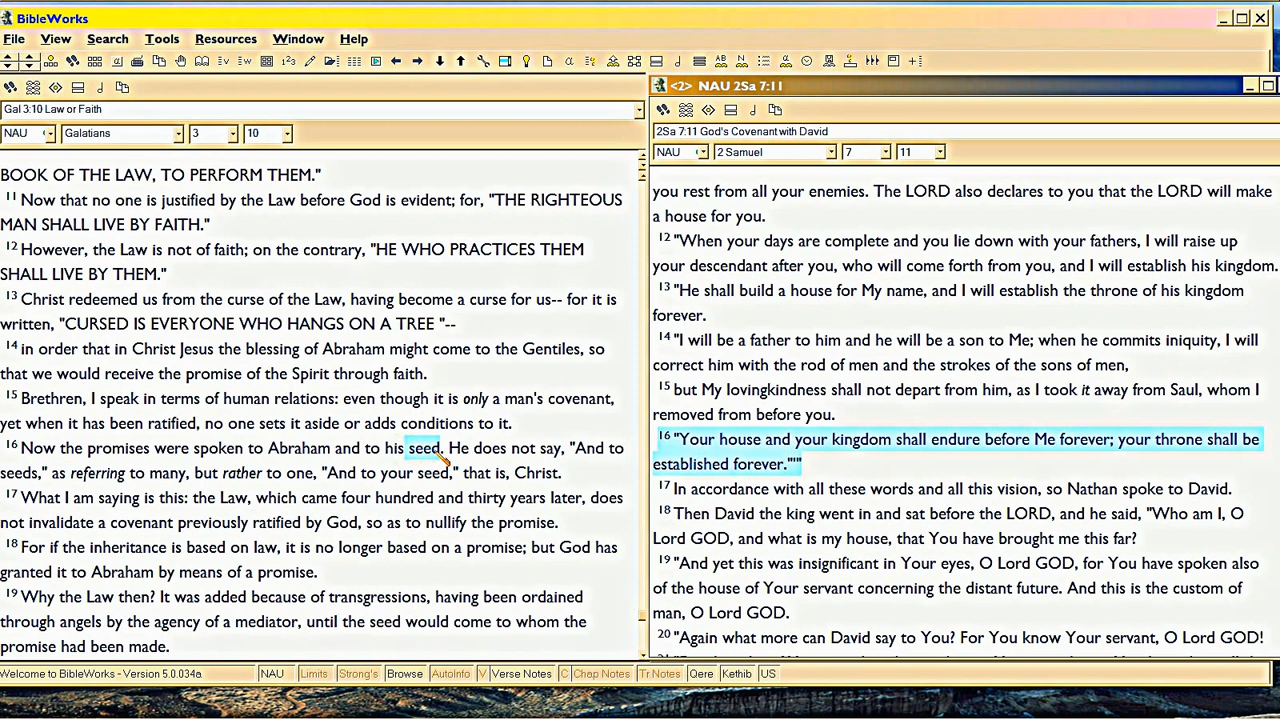 BibleWorks
File View Search Tools Resources Window Help
Gal 3:10 Law or Faith
NAU Galatians 3 10
BOOK OF THE LAW, TO PERFORM THEM."
11 Now that no one is justified by the Law before God is evident; for, "THE RIGHTEOUS
MAN SHALL LIVE BY FAITH."
12 However, the Law is not of faith; on the contrary, "HE WHO PRACTICES THEM
SHALL LIVE BY THEM."
13 Christ redeemed us from the curse of the Law, having become a curse for us-- for it is
written, "CURSED IS EVERYONE WHO HANGS ON A TREE "--
14 in order that in Christ Jesus the blessing of Abraham might come to the Gentiles, so
that we would receive the promise of the Spirit through faith.
15 Brethren, I speak in terms of human relations: even though it is only a man's covenant,
yet when it has been ratified, no one sets it aside or adds conditions to it.
16 Now the promises were spoken to Abraham and to his seed. He does not say, "And to
seeds," as referring to many, but rather to one, "And to your seed," that is, Christ.
17 What I am saying is this: the Law, which came four hundred and thirty years later, does
not invalidate a covenant previously ratified by God, so as to nullify the promise.
18 For if the inheritance is based on law, it is no longer based on a promise; but God has
granted it to Abraham by means of a promise.
19 Why the Law then? It was added because of transgressions, having been ordained
through angels by the agency of a mediator, until the seed would come to whom the
promise had been made.
<2> NAU 2Sa 7:11
2Sa 7:11 God's Covenant with David
NAU 2 Samuel 7 11
you rest from all your enemies. The LORD also declares to you that the LORD will make
a house for you.
12 "When your days are complete and you lie down with your fathers, I will raise up
your descendant after you, who will come forth from you, and I will establish his kingdom.
13 "He shall build a house for My name, and I will establish the throne of his kingdom
forever.
14 "I will be a father to him and he will be a son to Me; when he commits iniquity, I will
correct him with the rod of men and the strokes of the sons of men,
15 but My lovingkindness shall not depart from him, as I took it away from Saul, whom I
removed from before you.
16 "Your house and your kingdom shall endure before Me forever; your throne shall be
established forever."'"
17 In accordance with all these words and all this vision, so Nathan spoke to David.
18 Then David the king went in and sat before the LORD, and he said, "Who am I, O
Lord GOD, and what is my house, that You have brought me this far?
19 "And yet this was insignificant in Your eyes, O Lord GOD, for You have spoken also
of the house of Your servant concerning the distant future. And this is the custom of
man, O Lord GOD.
20 "Again what more can David say to You? For You know Your servant, O Lord GOD!
Welcome to BibleWorks - Version 5.0.034a NAU Limits Strong's Browse AutoInfo V Verse Notes C Chap Notes Tr Notes Qere Kethib US